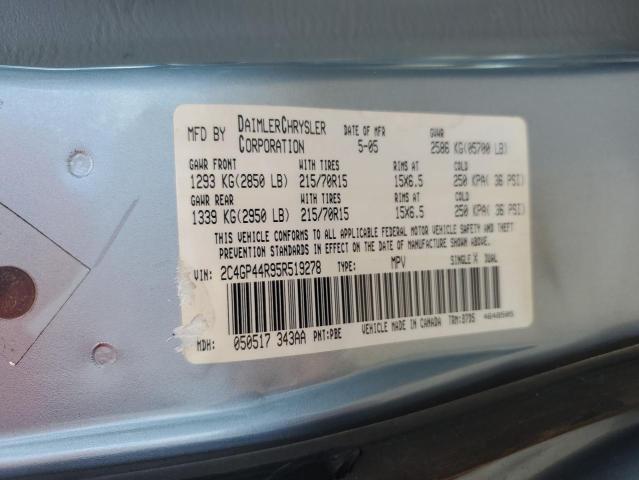 MFD BY DAIMLERCHRYSLER CORPORATION DATE OF MFR 5-05 GVWR 2586 KG(05700 LB)
GAWR FRONT WITH TIRES RIMS AT COLD
1293 KG(2850 LB) 215/70R15 15X6.5 250 KPA( 36 PSI)
GAWR REAR WITH TIRES RIMS AT COLD
1339 KG(2950 LB) 215/70R15 15X6.5 250 KPA( 36 PSI)
THIS VEHICLE CONFORMS TO ALL APPLICABLE FEDERAL MOTOR VEHICLE SAFETY AND THEFT
PREVENTION STANDARDS IN EFFECT ON THE DATE OF MANUFACTURE SHOWN ABOVE.
VIN: 2C4GP44R95R519278 TYPE: MPV SINGLE X DUAL
MDH: 050517 343AA PNT:PBE VEHICLE MADE IN CANADA TRM: 4648505